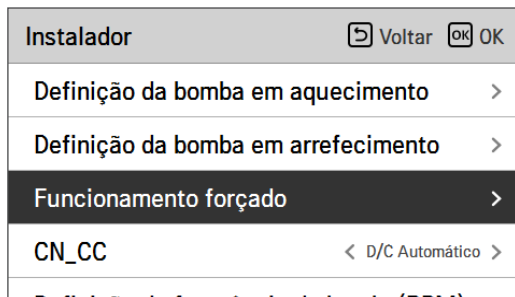 Instalador Voltar OK OK
Definição da bomba em aquecimento >
Definição da bomba em arrefecimento >
Funcionamento forçado >
CN_CC < D/C Automático >